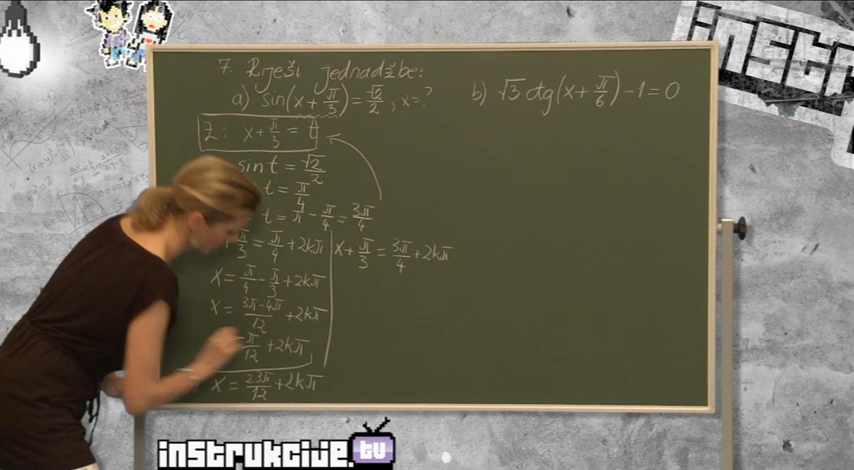 7. Riješi jednadžbe:
a) sin(x + π/3) = √2/2, x = ?
Z: x + π/3 = t
sin t = √2/2
t = π/4
t = π - π/4 = 3π/4
π/3 = π/4 + 2kπ
x = π/4 - π/3 + 2kπ
x = 3π-4π/12 + 2kπ
-π/12 + 2kπ
x = 23π/12 + 2kπ
x + π/3 = 3π/4 + 2kπ
b) √3 ctg(x + π/6) - 1 = 0
instrukcije.tv